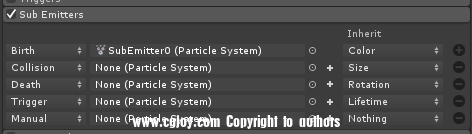 Triggers
Sub Emitters
Inherit
Birth SubEmitter0 (Particle System) Color
Collision None (Particle System) Size
Death None (Particle System) Rotation
Trigger None (Particle System) Lifetime
Manual None (Particle System) Nothing
www.cgjoy.com Copyright to authors